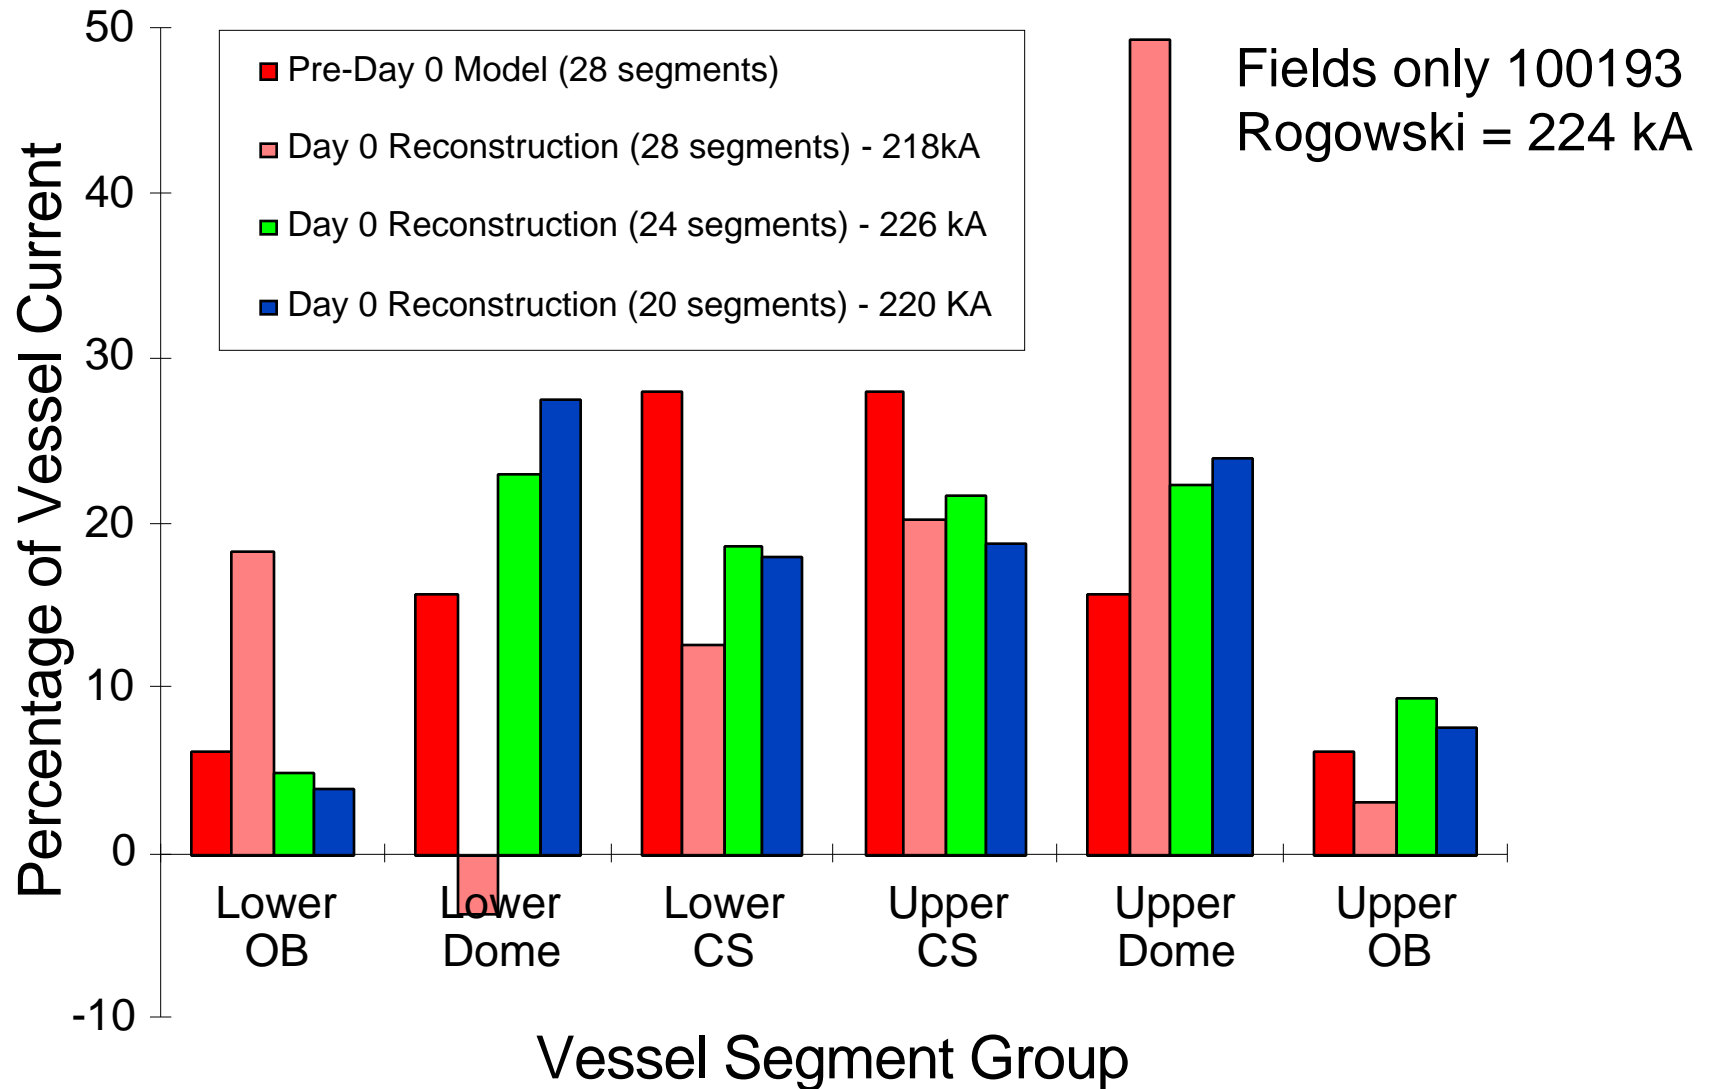 Fields only 100193
Rogowski = 224 kA
Pre-Day 0 Model (28 segments)
Day 0 Reconstruction (28 segments) - 218kA
Day 0 Reconstruction (24 segments) - 226 kA
Day 0 Reconstruction (20 segments) - 220 KA
Percentage of Vessel Current
50
40
30
20
10
0
-10
Lower OB
Lower Dome
Lower CS
Upper CS
Upper Dome
Upper OB
Vessel Segment Group